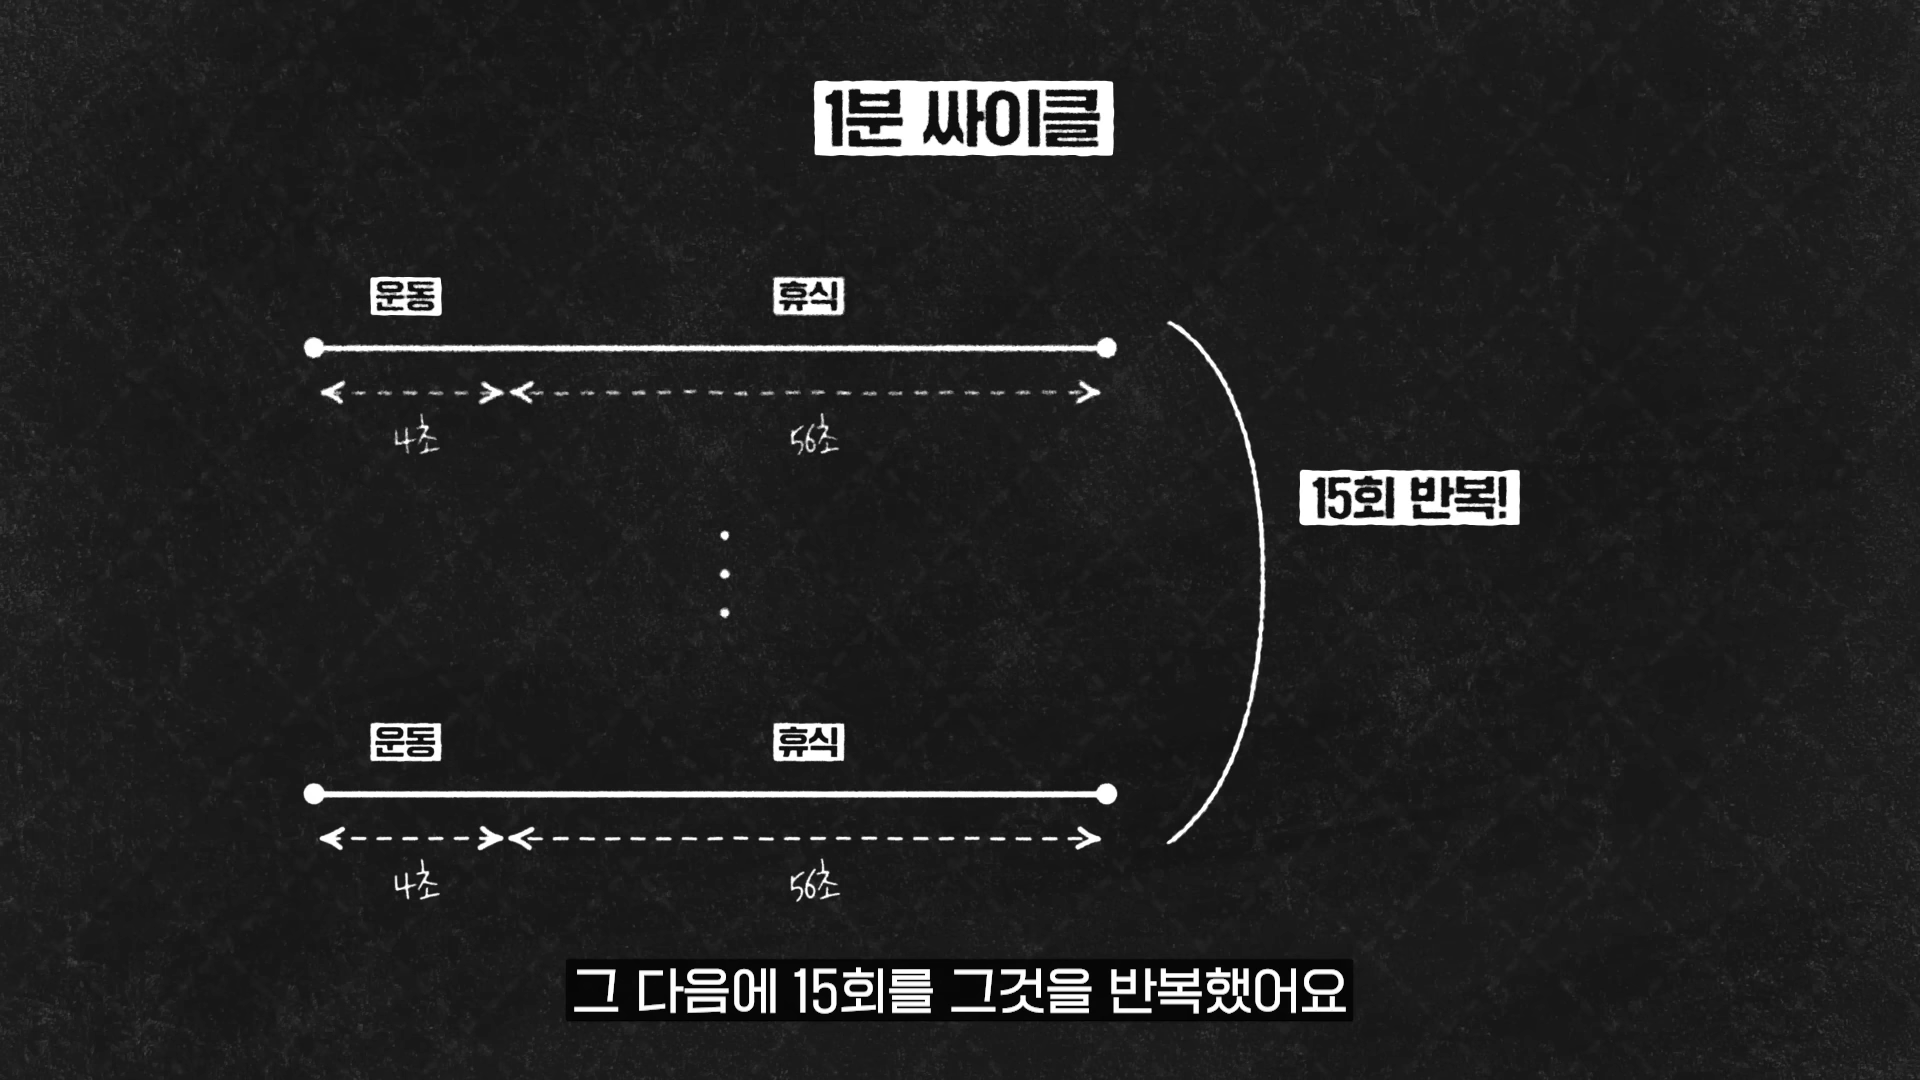 1분 싸이클
운동 휴식
4초 56초
15회 반복!
운동 휴식
4초 56초
그 다음에 15회를 그것을 반복했어요